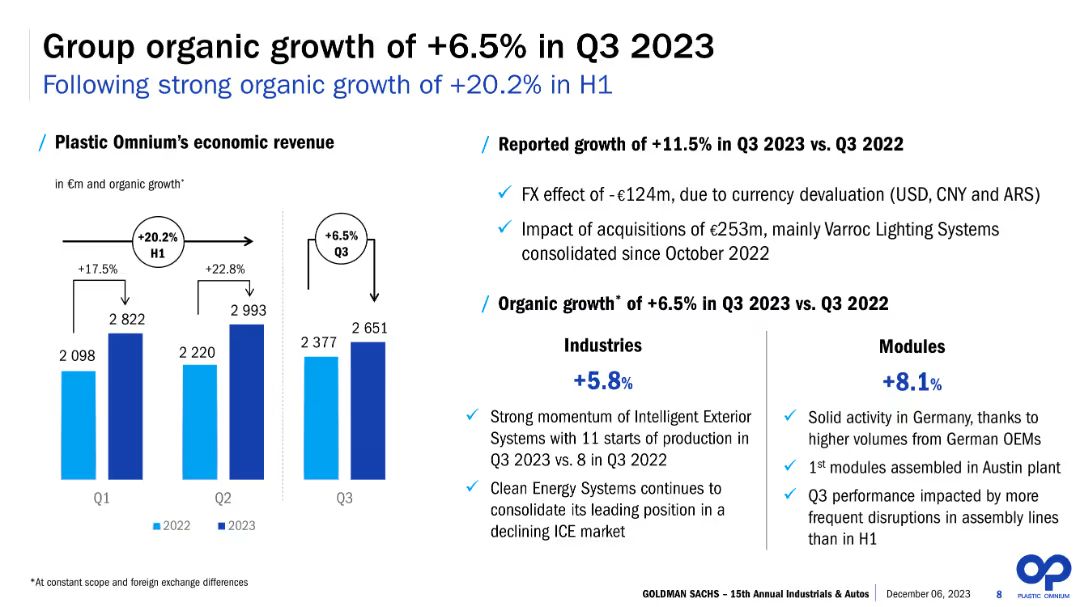 Group organic growth of +6.5% in Q3 2023
Following strong organic growth of +20.2% in H1
/ Plastic Omnium's economic revenue
in €m and organic growth*
+20.2%
H1
+6.5%
Q3
+17.5%
+22.8%
2 098
2 822
2 220
2 993
2 377
2 651
Q1
Q2
Q3
2022
2023
/ Reported growth of +11.5% in Q3 2023 vs. Q3 2022
✓ FX effect of -€124m, due to currency devaluation (USD, CNY and ARS)
✓ Impact of acquisitions of €253m, mainly Varroc Lighting Systems
consolidated since October 2022
/ Organic growth* of +6.5% in Q3 2023 vs. Q3 2022
Industries
+5.8%
✓ Strong momentum of Intelligent Exterior
Systems with 11 starts of production in
Q3 2023 vs. 8 in Q3 2022
✓ Clean Energy Systems continues to
consolidate its leading position in a
declining ICE market
Modules
+8.1%
✓ Solid activity in Germany, thanks to
higher volumes from German OEMs
✓ 1st modules assembled in Austin plant
✓ Q3 performance impacted by more
frequent disruptions in assembly lines
than in H1
*At constant scope and foreign exchange differences
GOLDMAN SACHS – 15th Annual Industrials & Autos
December 06, 2023
8
OP
PLASTIC OMNIUM